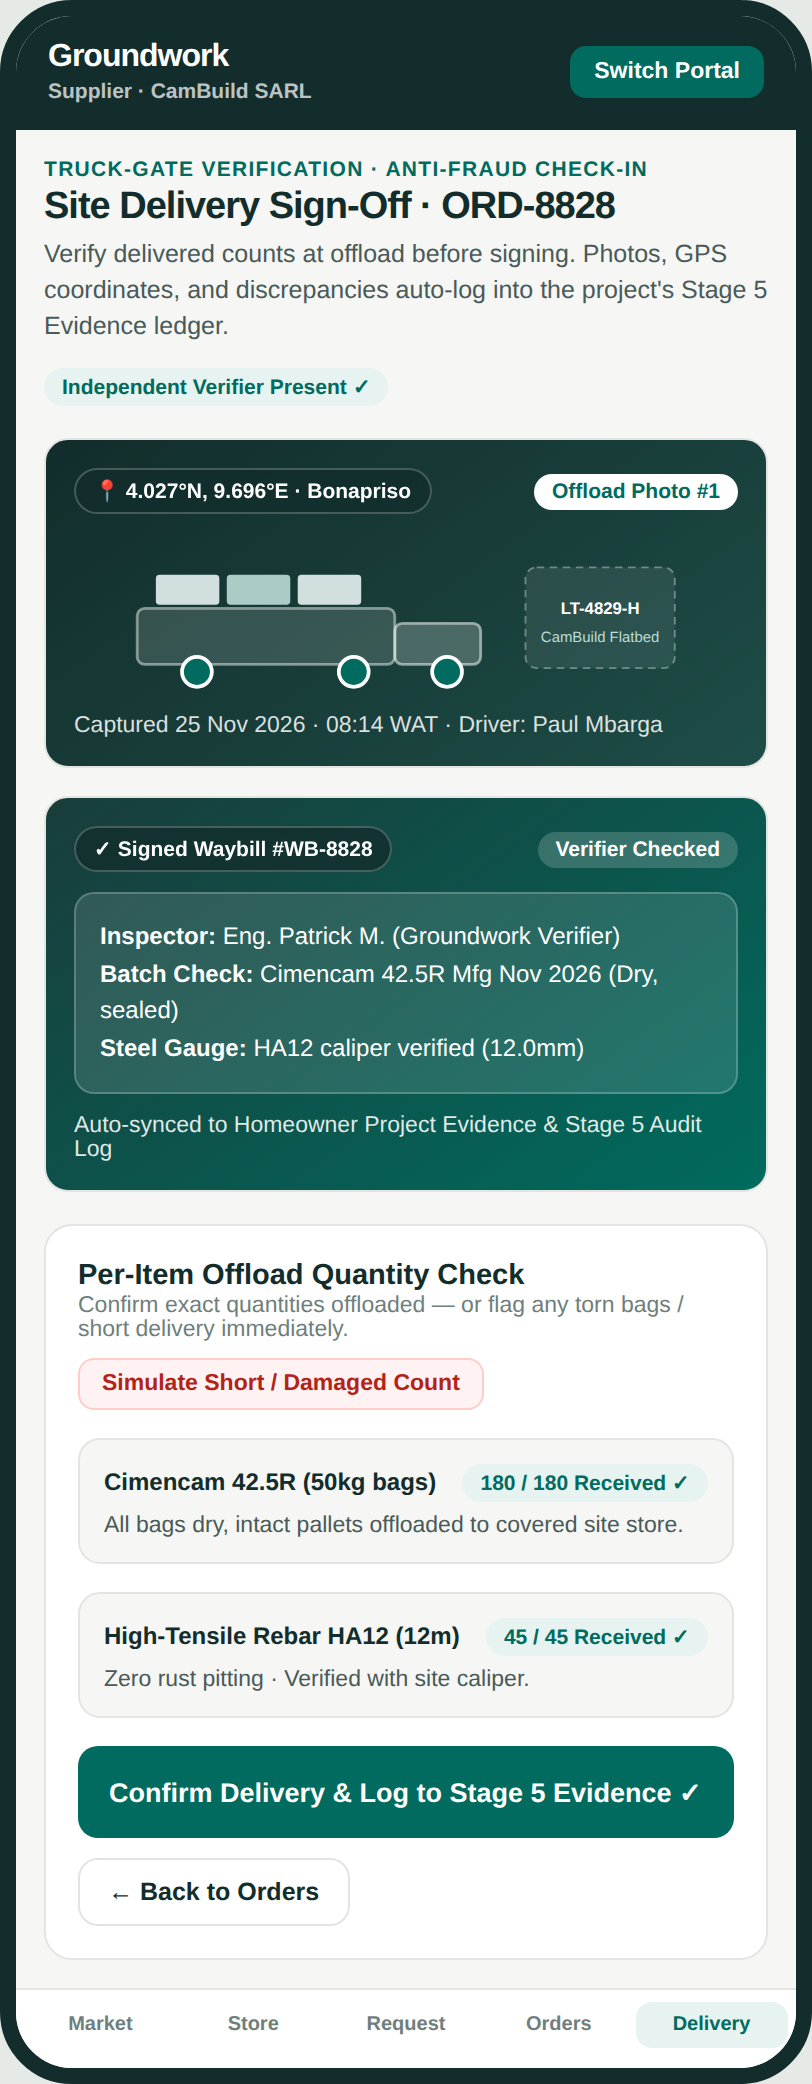 Groundwork
Supplier · CamBuild SARL
Switch Portal
TRUCK-GATE VERIFICATION · ANTI-FRAUD CHECK-IN
Site Delivery Sign-Off · ORD-8828
Verify delivered counts at offload before signing. Photos, GPS
coordinates, and discrepancies auto-log into the project's Stage 5
Evidence ledger.
Independent Verifier Present ✓
📍 4.027°N, 9.696°E · Bonapriso
Offload Photo #1
LT-4829-H
CamBuild Flatbed
Captured 25 Nov 2026 · 08:14 WAT · Driver: Paul Mbarga
✓ Signed Waybill #WB-8828
Verifier Checked
Inspector: Eng. Patrick M. (Groundwork Verifier)
Batch Check: Cimencam 42.5R Mfg Nov 2026 (Dry,
sealed)
Steel Gauge: HA12 caliper verified (12.0mm)
Auto-synced to Homeowner Project Evidence & Stage 5 Audit
Log
Per-Item Offload Quantity Check
Confirm exact quantities offloaded — or flag any torn bags /
short delivery immediately.
Simulate Short / Damaged Count
Cimencam 42.5R (50kg bags)
180 / 180 Received ✓
All bags dry, intact pallets offloaded to covered site store.
High-Tensile Rebar HA12 (12m)
45 / 45 Received ✓
Zero rust pitting · Verified with site caliper.
Confirm Delivery & Log to Stage 5 Evidence ✓
← Back to Orders
Market
Store
Request
Orders
Delivery